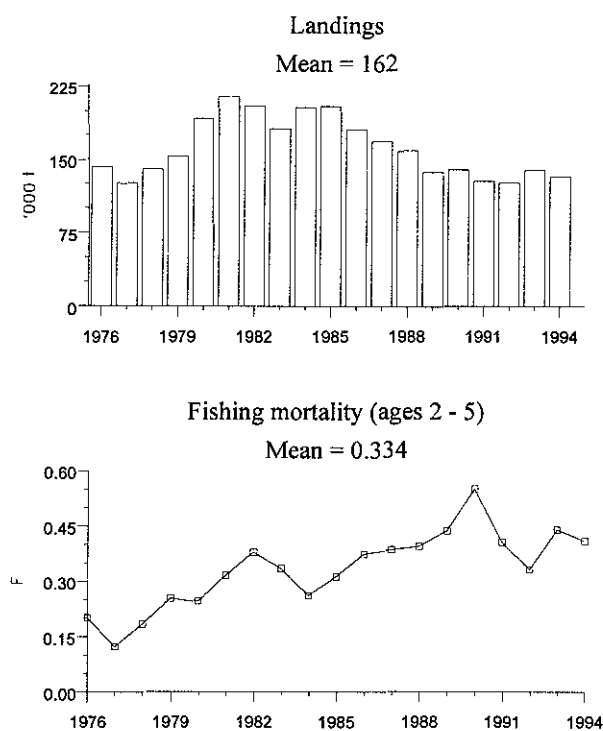 Landings
Mean = 162
225
150
75
0
'000 t
1976 1979 1982 1985 1988 1991 1994
Fishing mortality (ages 2 - 5)
Mean = 0.334
0.60
0.45
0.30
0.15
0.00
F
1976 1979 1982 1985 1988 1991 1994